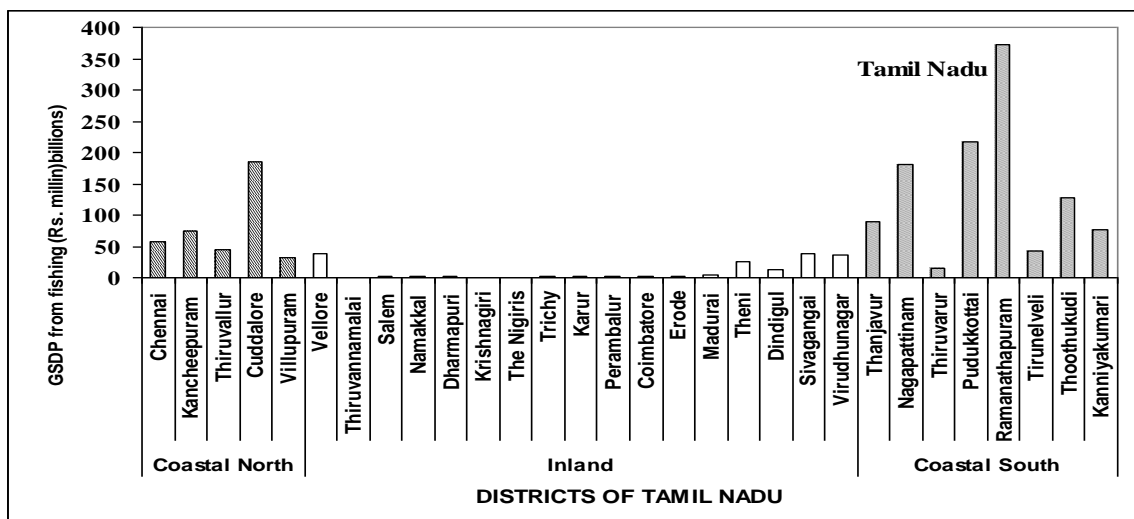 400
350
300
250
200
150
100
50
0
GSDP from fishing (Rs. millin)billions)
Tamil Nadu
Chennai
Kancheepuram
Thiruvallur
Cuddalore
Villupuram
Vellore
Thiruvannamalai
Salem
Namakkal
Dharmapuri
Krishnagiri
The Nigiris
Trichy
Karur
Perambalur
Coimbatore
Erode
Madurai
Theni
Dindigul
Sivagangai
Virudhunagar
Thanjavur
Nagapattinam
Thiruvarur
Pudukkottai
Ramanathapuram
Tirunelveli
Thoothukudi
Kanniyakumari
Coastal North
Inland
Coastal South
DISTRICTS OF TAMIL NADU